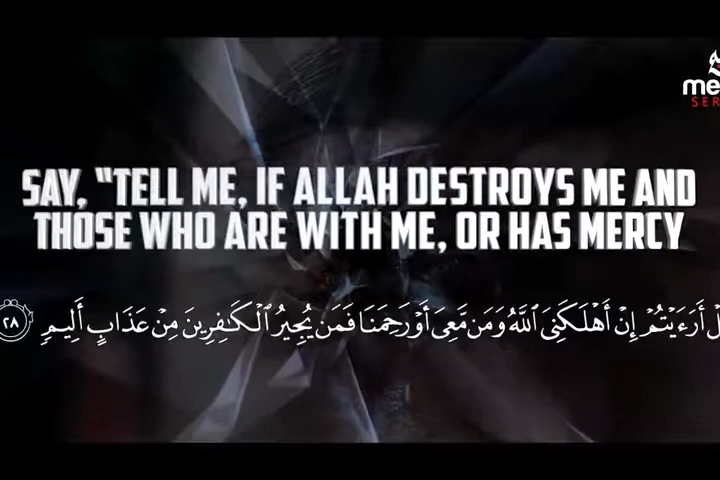 SAY, "TELL ME, IF ALLAH DESTROYS ME AND
THOSE WHO ARE WITH ME, OR HAS MERCY
أَرَءَيْتُمْ إِنْ أَهْلَكَنِىَ ٱللَّهُ وَمَن مَّعِىَ أَوْ رَحِمَنَا فَمَن يُجِيرُ ٱلْكَٰفِرِينَ مِنْ عَذَابٍ أَلِيمٍ ٢٨